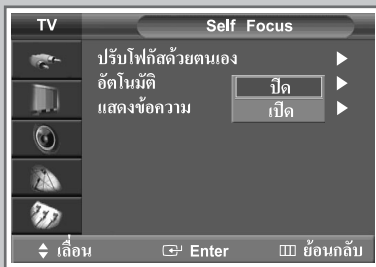 TV Self Focus
ปรับโฟกัสด้วยตนเอง
อัตโนมัติ ปิด
แสดงข้อความ เปิด
เลื่อน Enter ย้อนกลับ